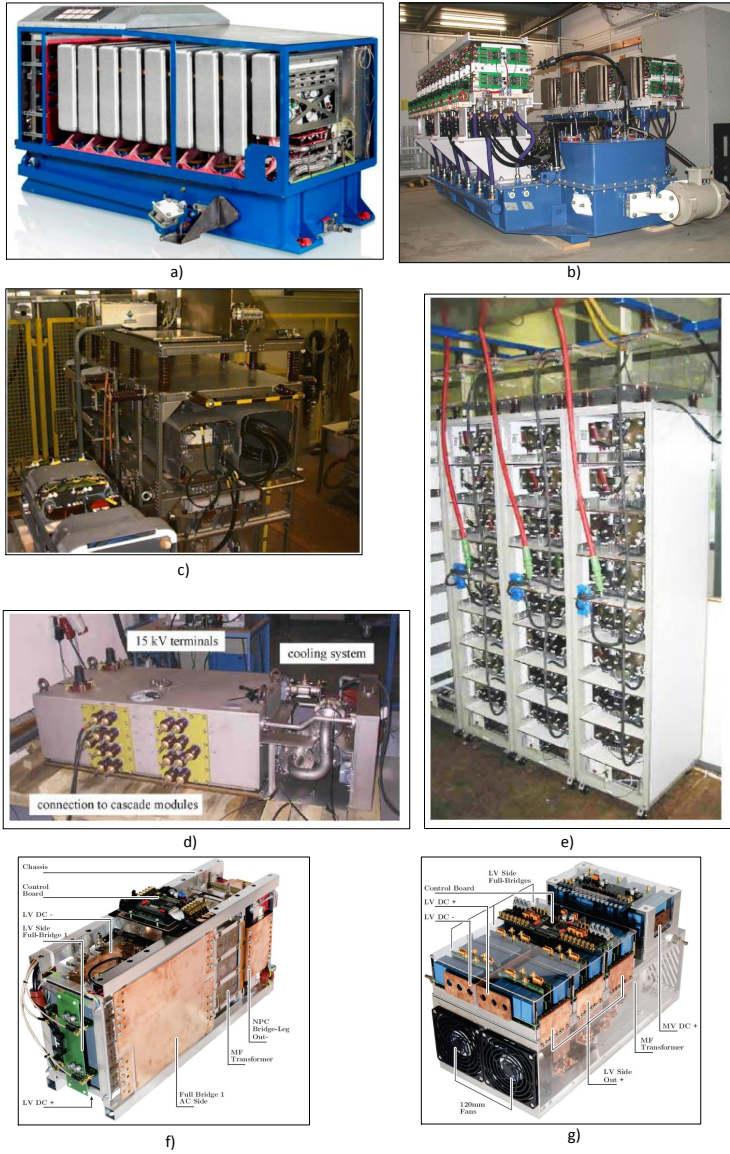 a)
b)
c)
15 kV terminals
cooling system
connection to cascade modules
d)
e)
Chassis
Control
Board
LV DC -
LV Side
Full-Bridge 1
NPC
Bridge-Leg
Out-
MF
Transformer
LV DC +
Full Bridge 1
AC Side
f)
LV Side
Full-Bridges
Control Board
LV DC +
LV DC -
MV DC +
MF
Transformer
LV Side
Out +
120mm
Fans
g)